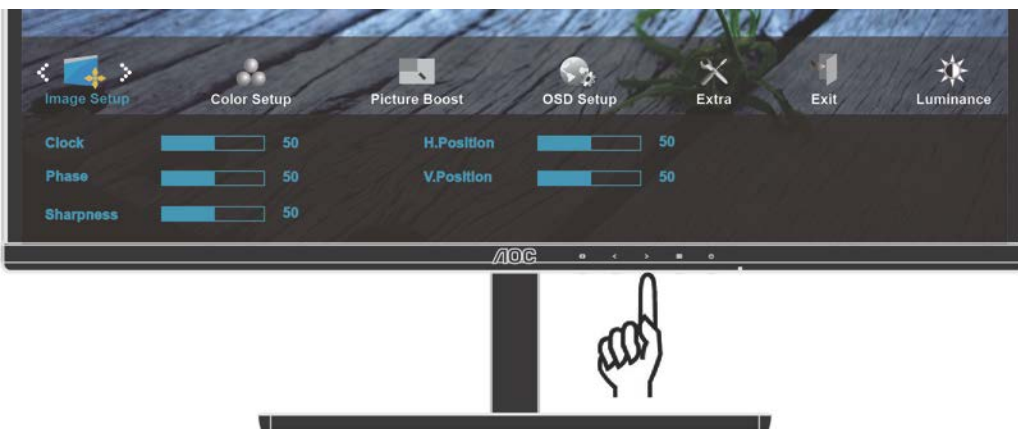 Image Setup Color Setup Picture Boost OSD Setup Extra Exit Luminance
Clock 50 H.Position 50
Phase 50 V.Position 50
Sharpness 50
AOC